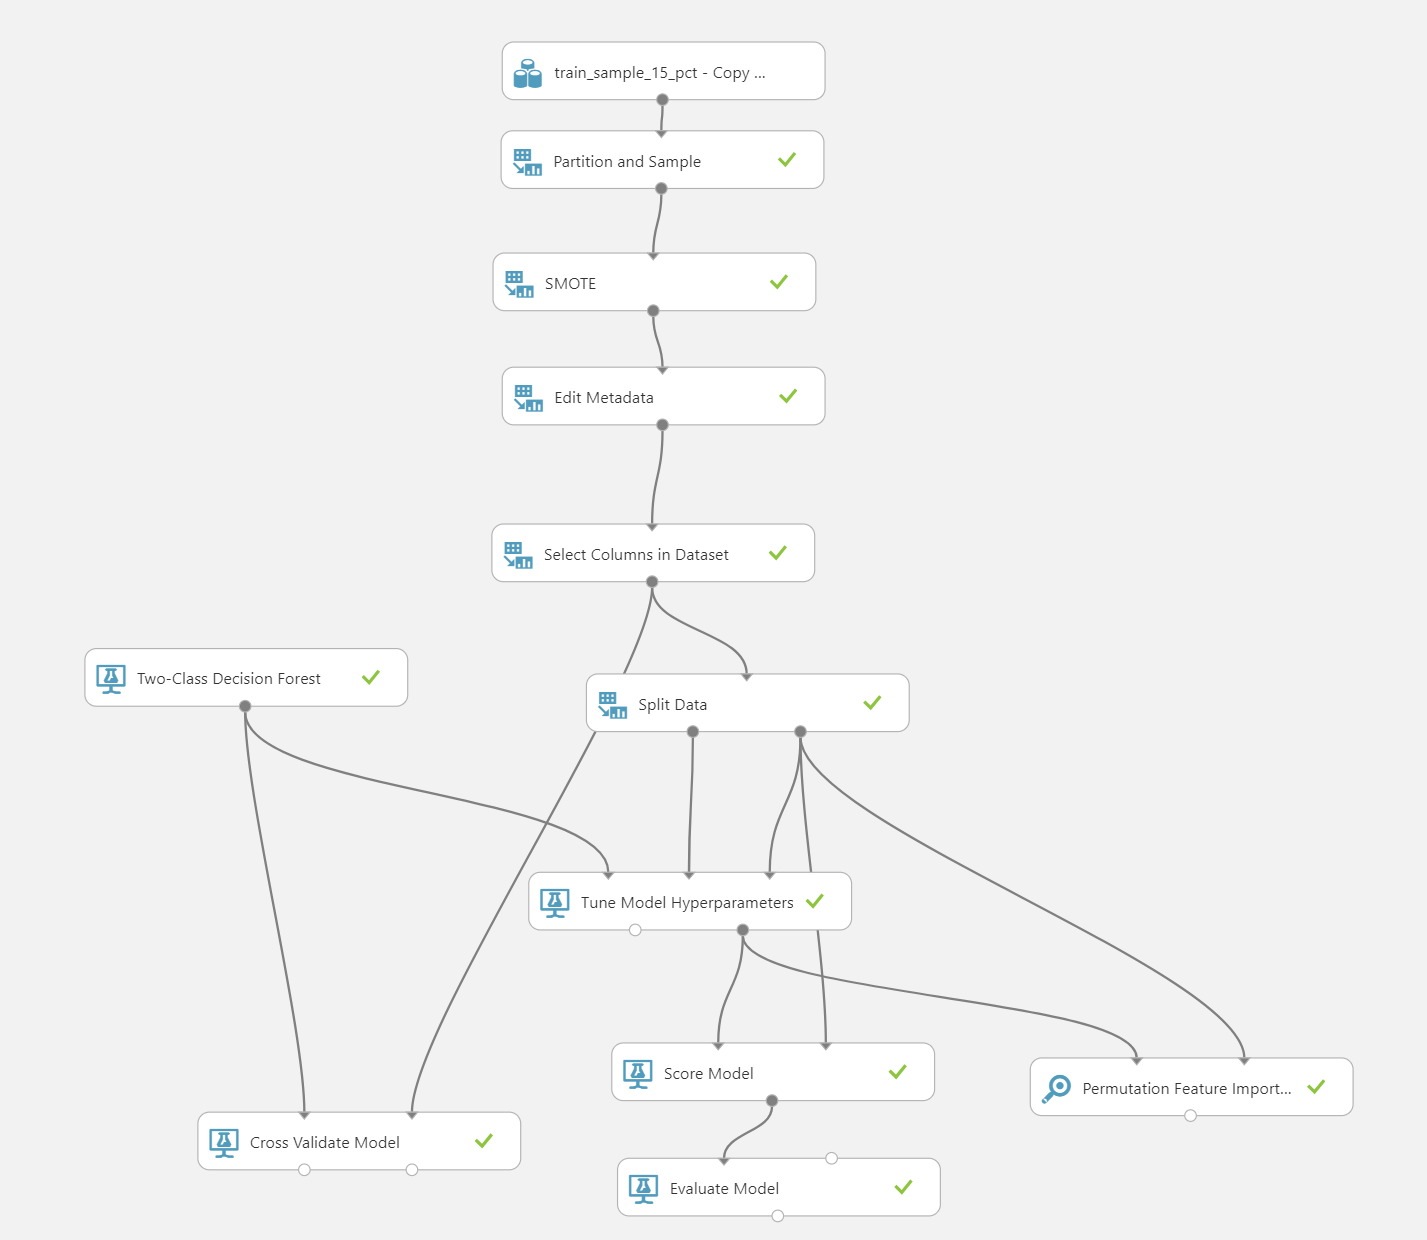 train_sample_15_pct - Copy ...
Partition and Sample
SMOTE
Edit Metadata
Select Columns in Dataset
Two-Class Decision Forest
Split Data
Tune Model Hyperparameters
Score Model
Permutation Feature Import...
Cross Validate Model
Evaluate Model